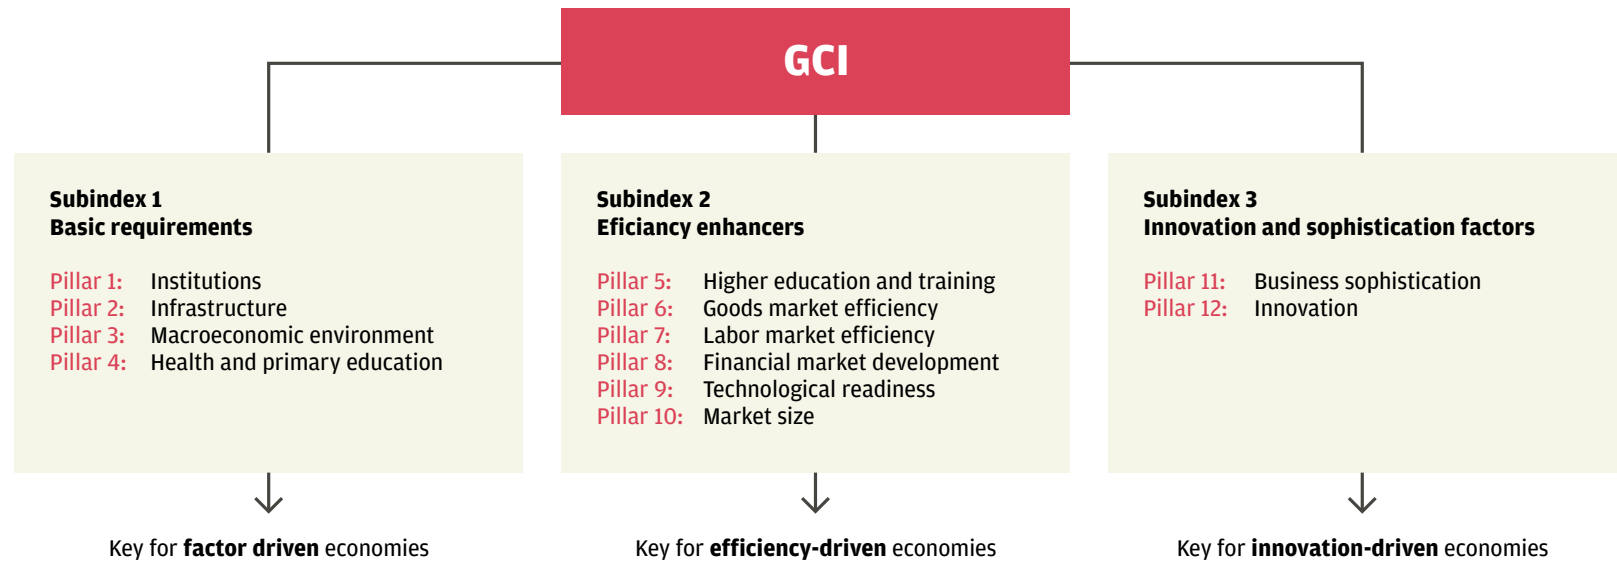 GCI
Subindex 1
Basic requirements
Pillar 1: Institutions
Pillar 2: Infrastructure
Pillar 3: Macroeconomic environment
Pillar 4: Health and primary education
Key for factor driven economies
Subindex 2
Eficiancy enhancers
Pillar 5: Higher education and training
Pillar 6: Goods market efficiency
Pillar 7: Labor market efficiency
Pillar 8: Financial market development
Pillar 9: Technological readiness
Pillar 10: Market size
Key for efficiency-driven economies
Subindex 3
Innovation and sophistication factors
Pillar 11: Business sophistication
Pillar 12: Innovation
Key for innovation-driven economies